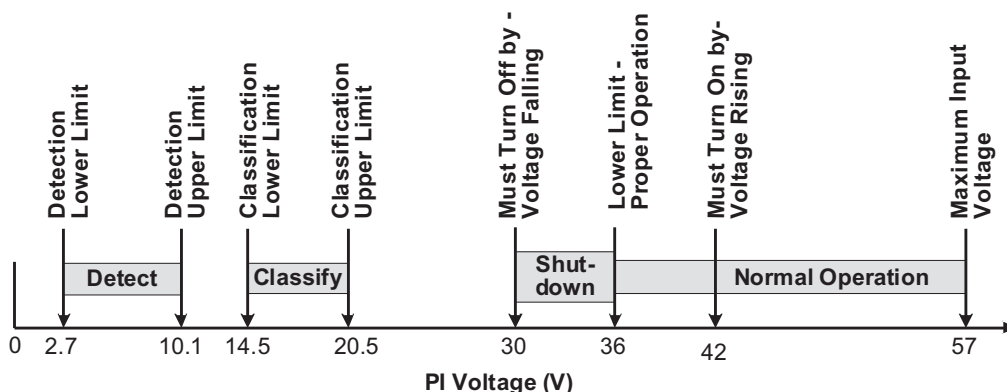 Detection
Lower Limit
Detection
Upper Limit
Classification
Lower Limit
Classification
Upper Limit
Must Turn Off by -
Voltage Falling
Lower Limit -
Proper Operation
Must Turn On by-
Voltage Rising
Maximum Input
Voltage
Detect
Classify
Shut-
down
Normal Operation
0
2.7
10.1
14.5
20.5
30
36
42
57
PI Voltage (V)